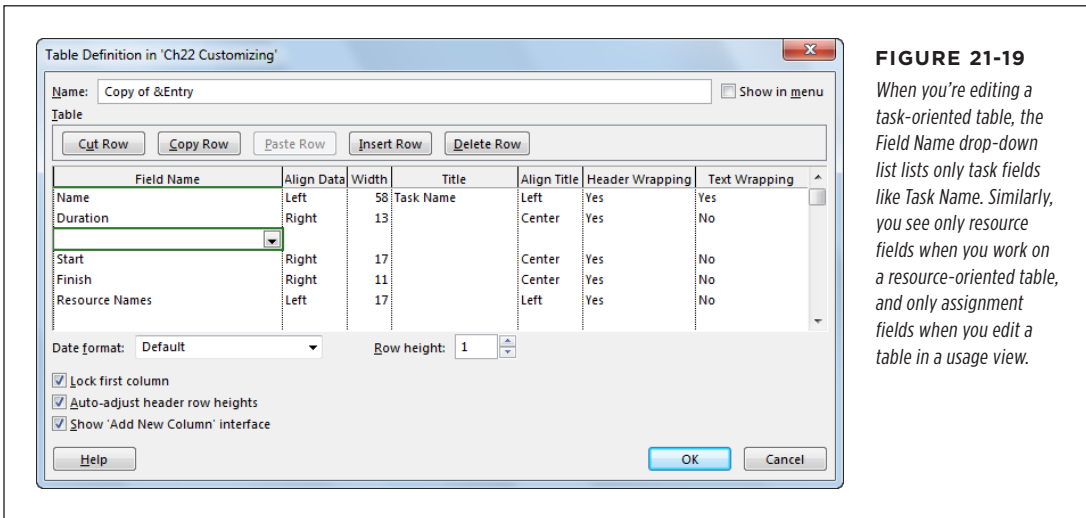 Table Definition in 'Ch22 Customizing'
Name: Copy of &Entry
Show in menu
Table
Cut Row Copy Row Paste Row Insert Row Delete Row
Field Name Align Data Width Title Align Title Header Wrapping Text Wrapping
Name Left 58 Task Name Left Yes Yes
Duration Right 13 Center Yes No
Start Right 17 Center Yes No
Finish Right 11 Center Yes No
Resource Names Left 17 Left Yes No
Date format: Default Row height: 1
Lock first column
Auto-adjust header row heights
Show 'Add New Column' interface
Help OK Cancel
FIGURE 21-19
When you're editing a
task-oriented table, the
Field Name drop-down
list lists only task fields
like Task Name. Similarly,
you see only resource
fields when you work on
a resource-oriented table,
and only assignment
fields when you edit a
table in a usage view.